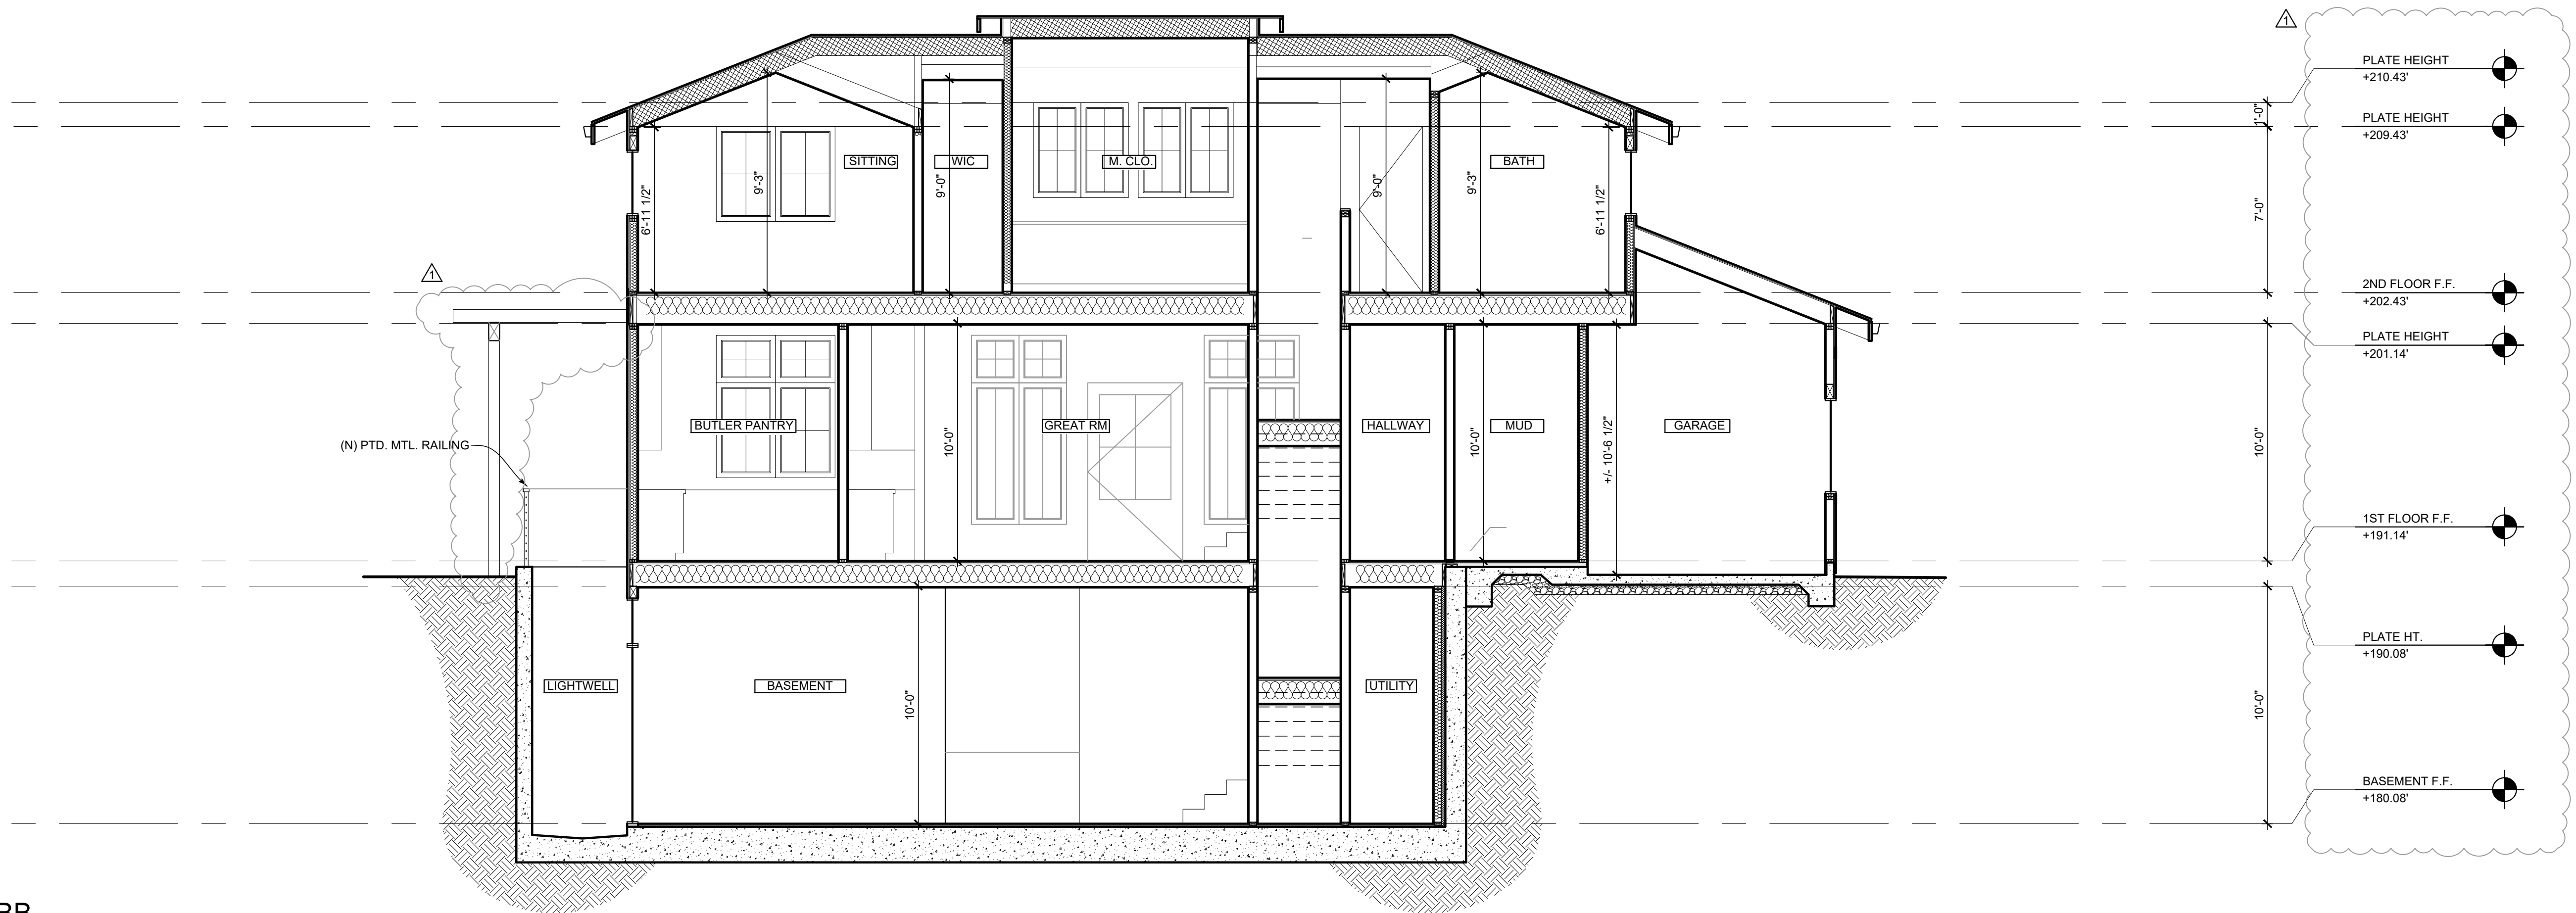 1
1
PLATE HEIGHT
+210.43'
1'-0"
PLATE HEIGHT
+209.43'
SITTING
WIC
M. CLO.
BATH
6'-11 1/2"
9'-3"
9'-0"
9'-0"
9'-3"
6'-11 1/2"
7'-0"
2ND FLOOR F.F.
+202.43'
PLATE HEIGHT
+201.14'
(N) PTD. MTL. RAILING
BUTLER PANTRY
10'-0"
GREAT RM
HALLWAY
10'-0"
MUD
+/- 10'-6 1/2"
GARAGE
10'-0"
1ST FLOOR F.F.
+191.14'
PLATE HT.
+190.08'
LIGHTWELL
BASEMENT
10'-0"
UTILITY
10'-0"
BASEMENT F.F.
+180.08'